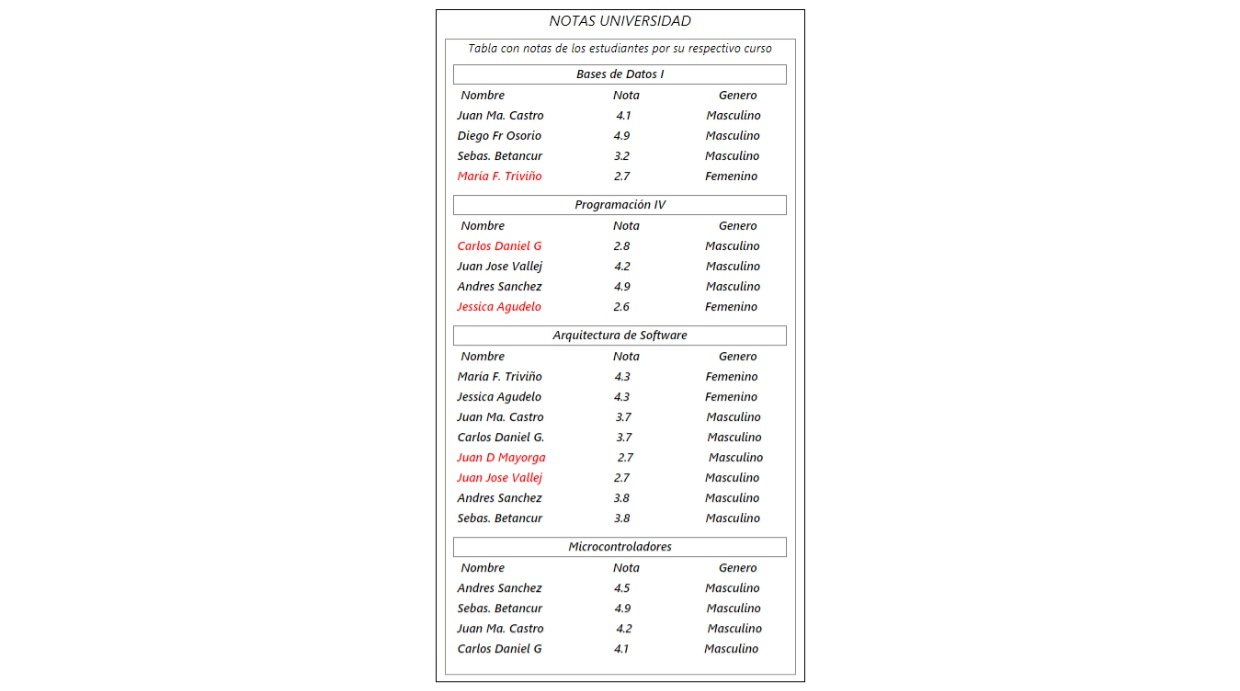 NOTAS UNIVERSIDAD
Tabla con notas de los estudiantes por su respectivo curso
Bases de Datos I
Nombre Nota Genero
Juan Ma. Castro 4.1 Masculino
Diego Fr Osorio 4.9 Masculino
Sebas. Betancur 3.2 Masculino
María F. Triviño 2.7 Femenino
Programación IV
Nombre Nota Genero
Carlos Daniel G 2.8 Masculino
Juan Jose Vallej 4.2 Masculino
Andres Sanchez 4.9 Masculino
Jessica Agudelo 2.6 Femenino
Arquitectura de Software
Nombre Nota Genero
María F. Triviño 4.3 Femenino
Jessica Agudelo 4.3 Femenino
Juan Ma. Castro 3.7 Masculino
Carlos Daniel G. 3.7 Masculino
Juan D Mayorga 2.7 Masculino
Juan Jose Vallej 2.7 Masculino
Andres Sanchez 3.8 Masculino
Sebas. Betancur 3.8 Masculino
Microcontroladores
Nombre Nota Genero
Andres Sanchez 4.5 Masculino
Sebas. Betancur 4.9 Masculino
Juan Ma. Castro 4.2 Masculino
Carlos Daniel G 4.1 Masculino